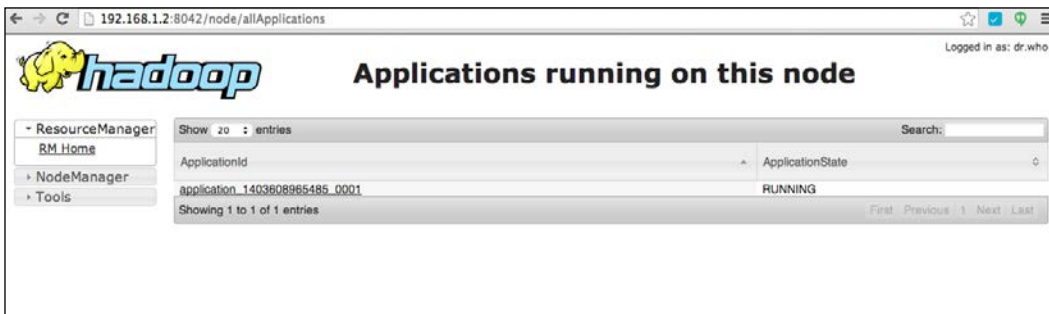 192.168.1.2:8042/node/allApplications
Logged in as: dr.who
hadoop
Applications running on this node
ResourceManager
RM Home
NodeManager
Tools
Show 20 entries
Search:
ApplicationId
ApplicationState
application_1403608965485_0001
RUNNING
Showing 1 to 1 of 1 entries
First Previous 1 Next Last